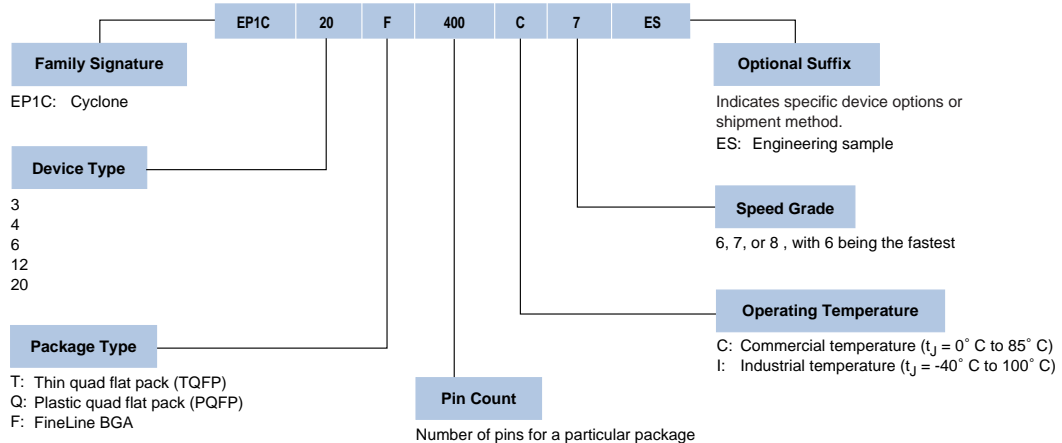 EP1C 20 F 400 C 7 ES
Family Signature
EP1C: Cyclone
Optional Suffix
Indicates specific device options or
shipment method.
ES: Engineering sample
Device Type
3
4
6
12
20
Speed Grade
6, 7, or 8 , with 6 being the fastest
Operating Temperature
C: Commercial temperature (tJ = 0° C to 85° C)
I: Industrial temperature (tJ = -40° C to 100° C)
Package Type
T: Thin quad flat pack (TQFP)
Q: Plastic quad flat pack (PQFP)
F: FineLine BGA
Pin Count
Number of pins for a particular package